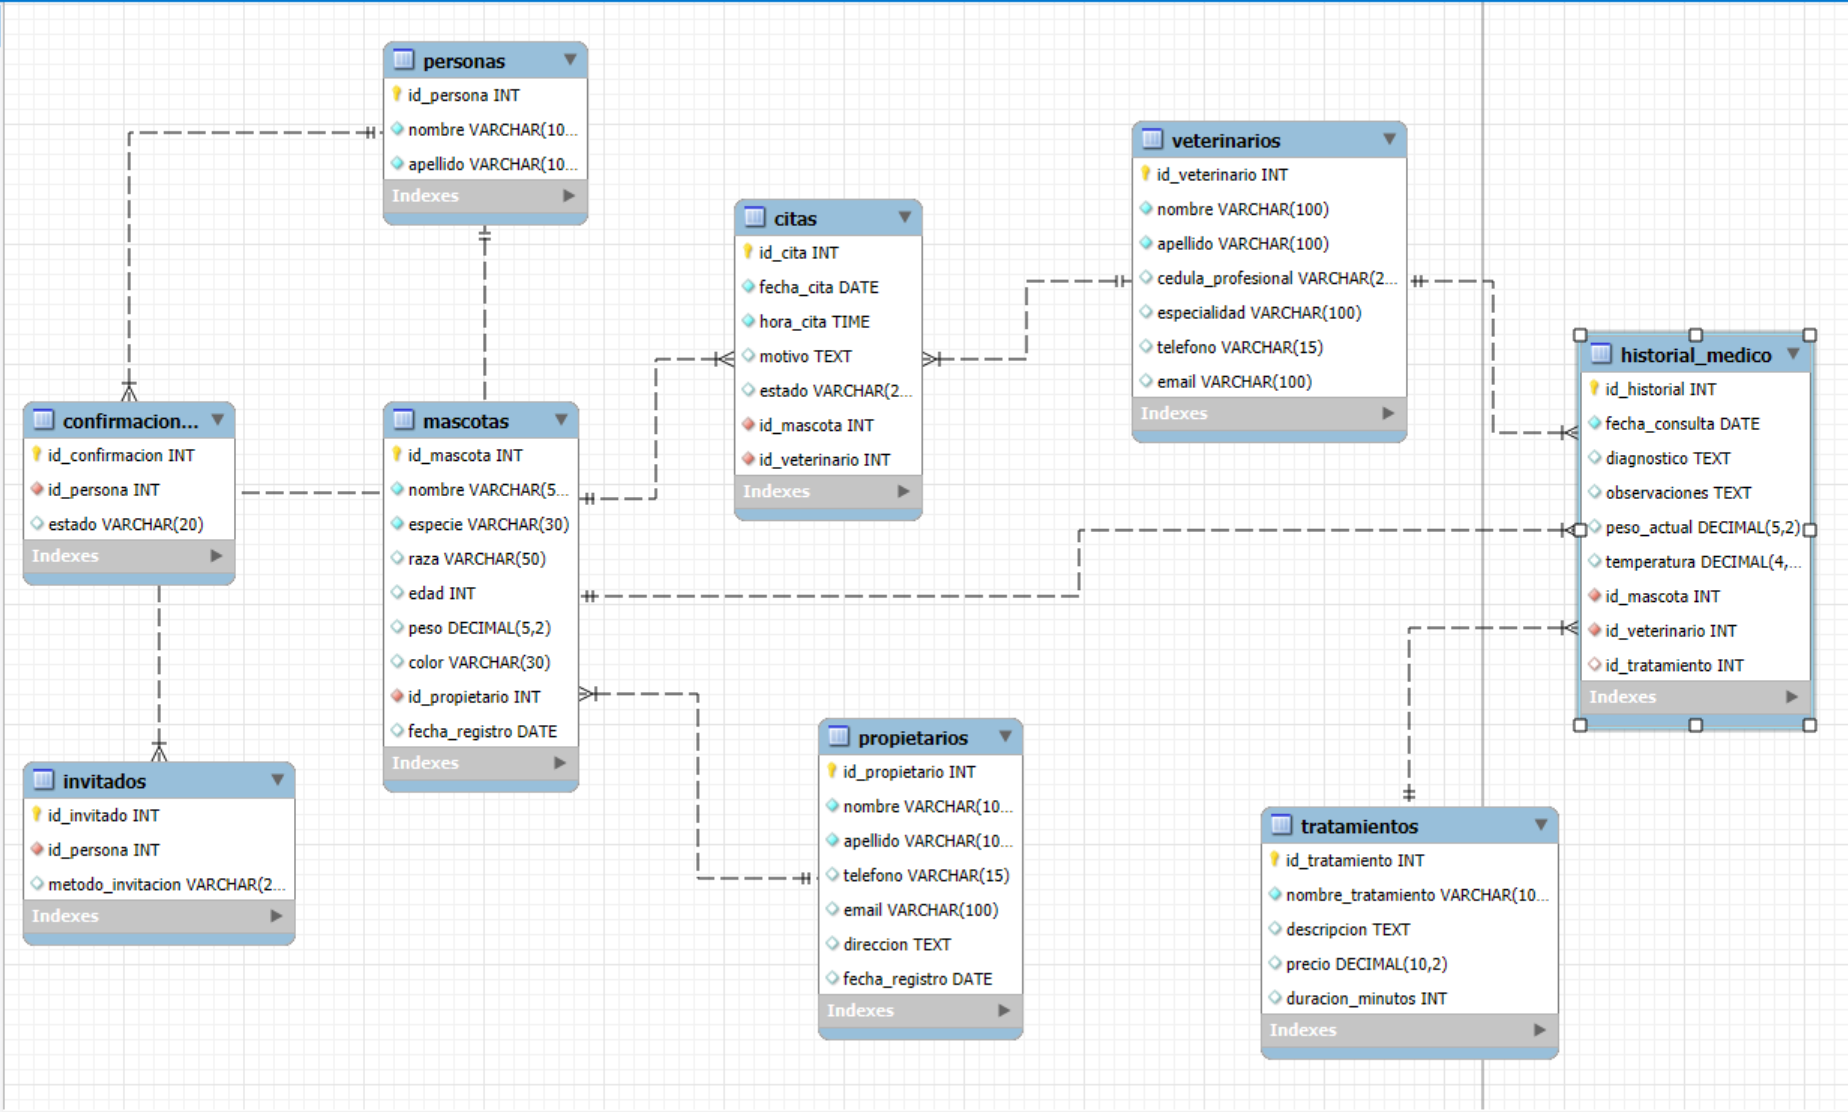 personas
id_persona INT
nombre VARCHAR(10...
apellido VARCHAR(10...
Indexes
veterinarios
id_veterinario INT
nombre VARCHAR(100)
apellido VARCHAR(100)
cedula_profesional VARCHAR(2...
especialidad VARCHAR(100)
telefono VARCHAR(15)
email VARCHAR(100)
Indexes
citas
id_cita INT
fecha_cita DATE
hora_cita TIME
motivo TEXT
estado VARCHAR(2...
id_mascota INT
id_veterinario INT
Indexes
historial_medico
id_historial INT
fecha_consulta DATE
diagnostico TEXT
observaciones TEXT
peso_actual DECIMAL(5,2)
temperatura DECIMAL(4,...
id_mascota INT
id_veterinario INT
id_tratamiento INT
Indexes
confirmacion...
id_confirmacion INT
id_persona INT
estado VARCHAR(20)
Indexes
mascotas
id_mascota INT
nombre VARCHAR(5...
especie VARCHAR(30)
raza VARCHAR(50)
edad INT
peso DECIMAL(5,2)
color VARCHAR(30)
id_propietario INT
fecha_registro DATE
Indexes
invitados
id_invitado INT
id_persona INT
metodo_invitacion VARCHAR(2...
Indexes
propietarios
id_propietario INT
nombre VARCHAR(10...
apellido VARCHAR(10...
telefono VARCHAR(15)
email VARCHAR(100)
direccion TEXT
fecha_registro DATE
Indexes
tratamientos
id_tratamiento INT
nombre_tratamiento VARCHAR(10...
descripcion TEXT
precio DECIMAL(10,2)
duracion_minutos INT
Indexes